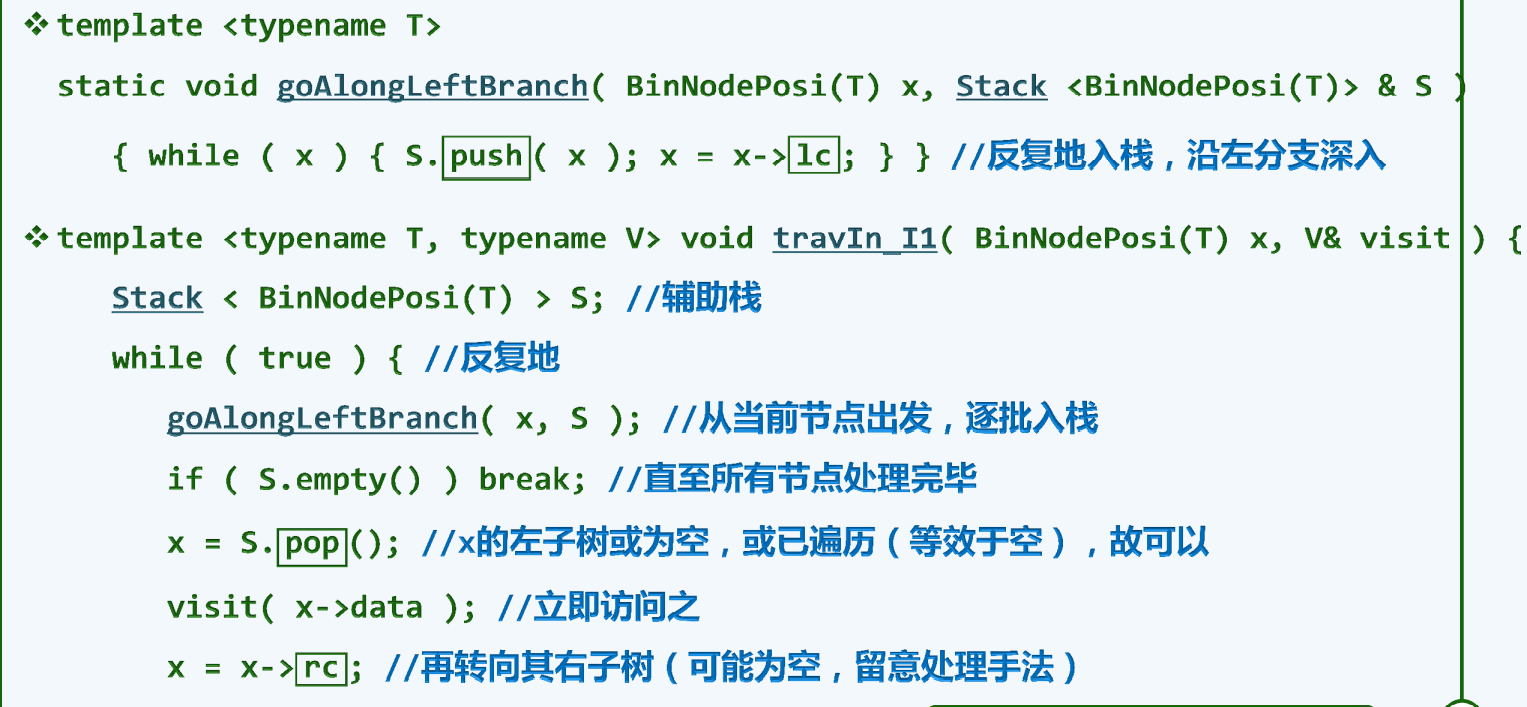 ❖ template <typename T>
static void goAlongLeftBranch( BinNodePosi(T) x, Stack <BinNodePosi(T)> & S )
{ while ( x ) { S.push( x ); x = x->lc; } } //反复地入栈，沿左分支深入
❖ template <typename T, typename V> void travIn_I1( BinNodePosi(T) x, V& visit ) {
Stack < BinNodePosi(T) > S; //辅助栈
while ( true ) { //反复地
goAlongLeftBranch( x, S ); //从当前节点出发，逐批入栈
if ( S.empty() ) break; //直至所有节点处理完毕
x = S.pop(); //x的左子树或为空，或已遍历（等效于空），故可以
visit( x->data ); //立即访问之
x = x->rc; //再转向其右子树（可能为空，留意处理手法）